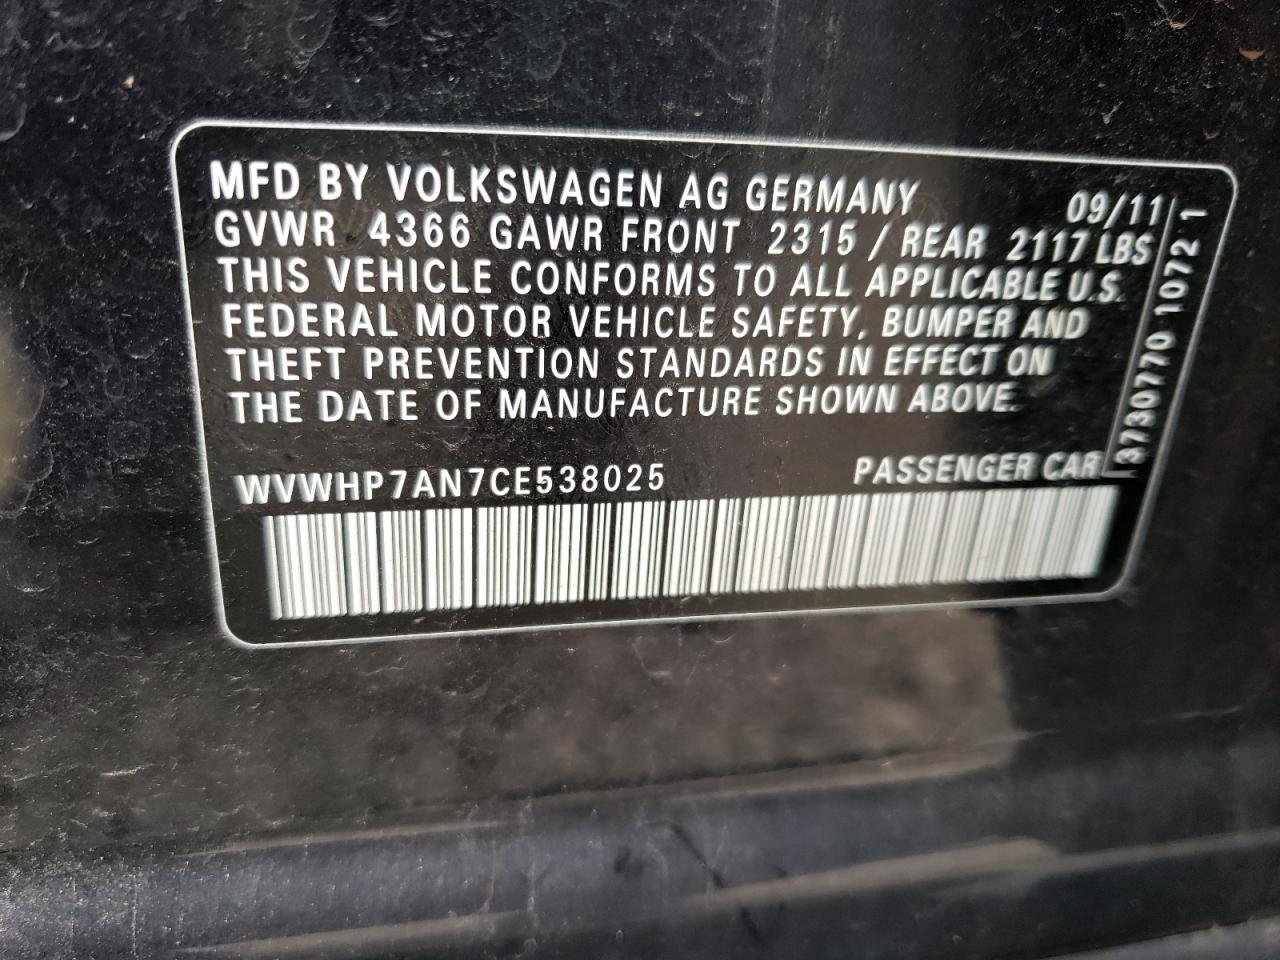 MFD BY VOLKSWAGEN AG GERMANY 09/11
GVWR 4366 GAWR FRONT 2315 / REAR 2117 LBS
THIS VEHICLE CONFORMS TO ALL APPLICABLE U.S.
FEDERAL MOTOR VEHICLE SAFETY, BUMPER AND
THEFT PREVENTION STANDARDS IN EFFECT ON
THE DATE OF MANUFACTURE SHOWN ABOVE.
WVWHP7AN7CE538025 PASSENGER CAR
3730770 1072 1